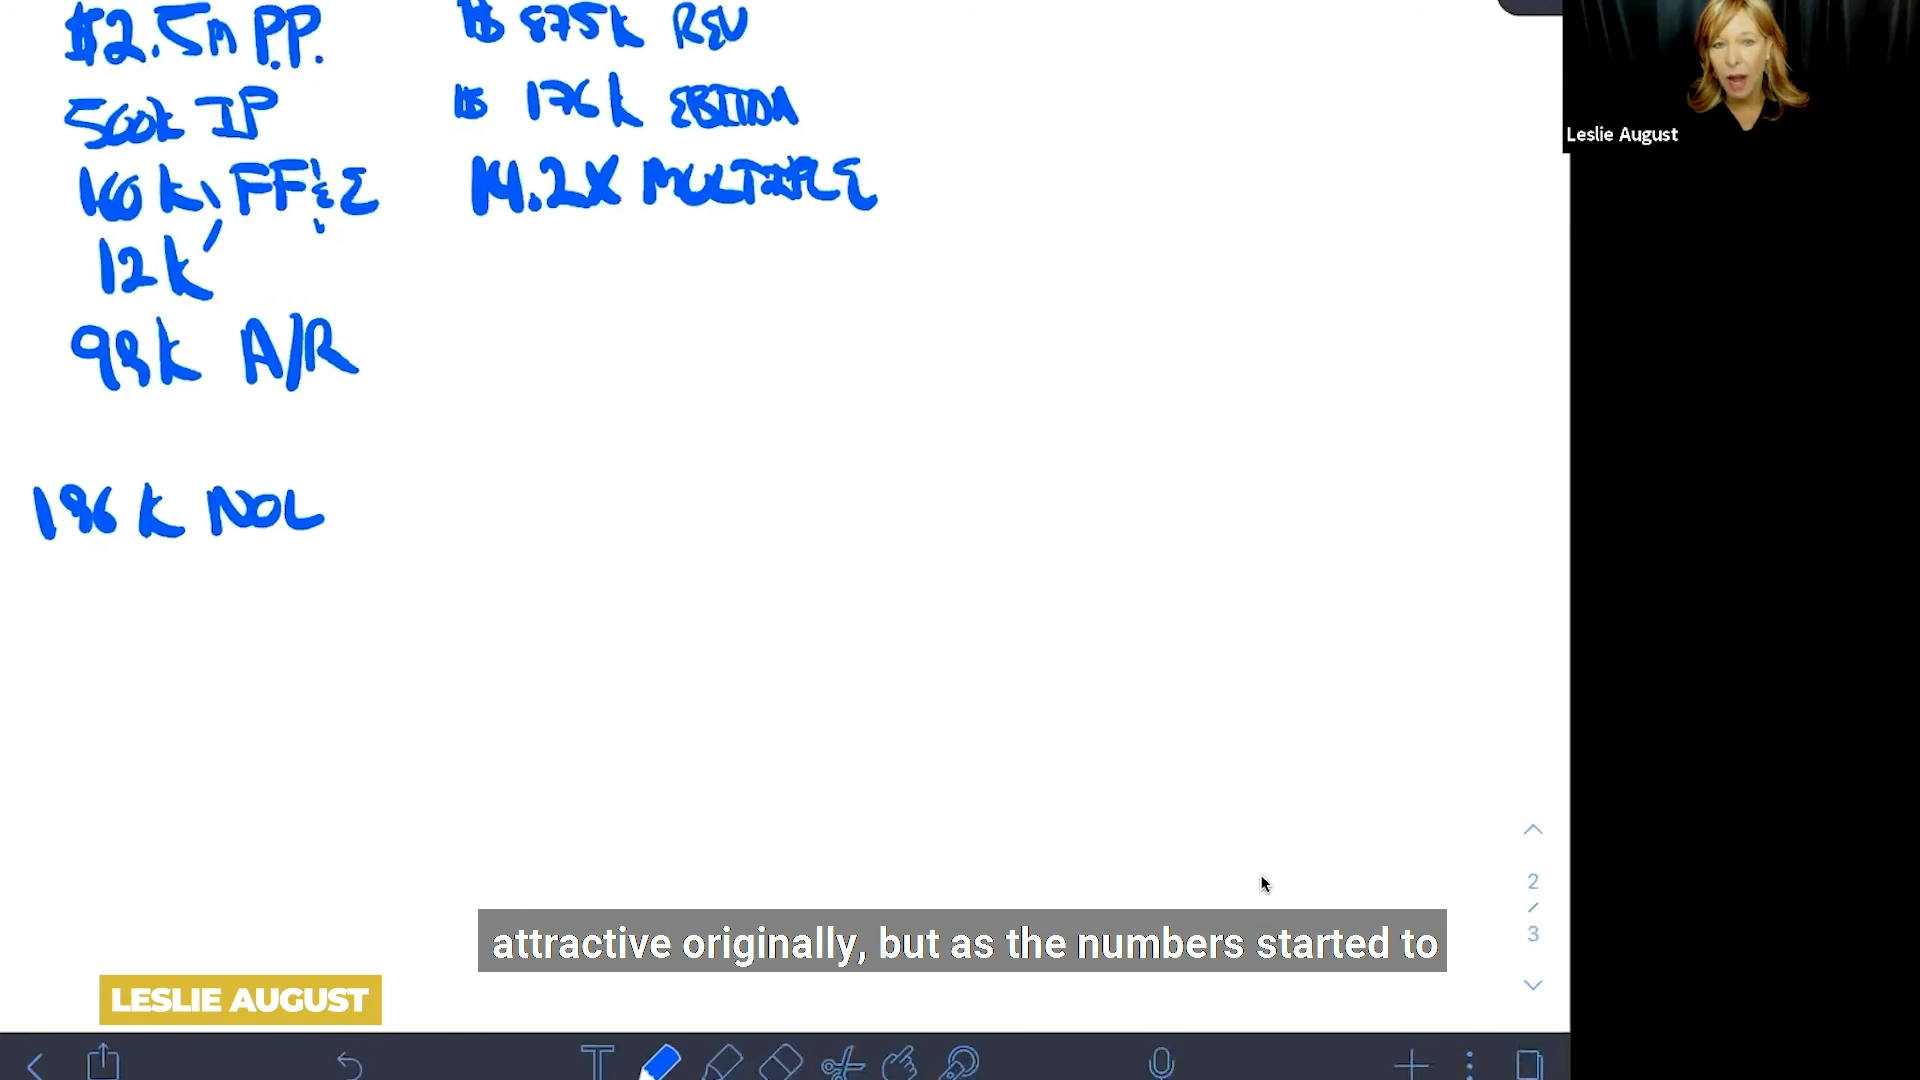 $2.5m P.P.
500k IP
160k, FF&E
12k
98k A/R
196k NOL
875k REV
176k EBITDA
14.2X MULTIPLE
Leslie August
2
/
3
attractive originally, but as the numbers started to
LESLIE AUGUST
T